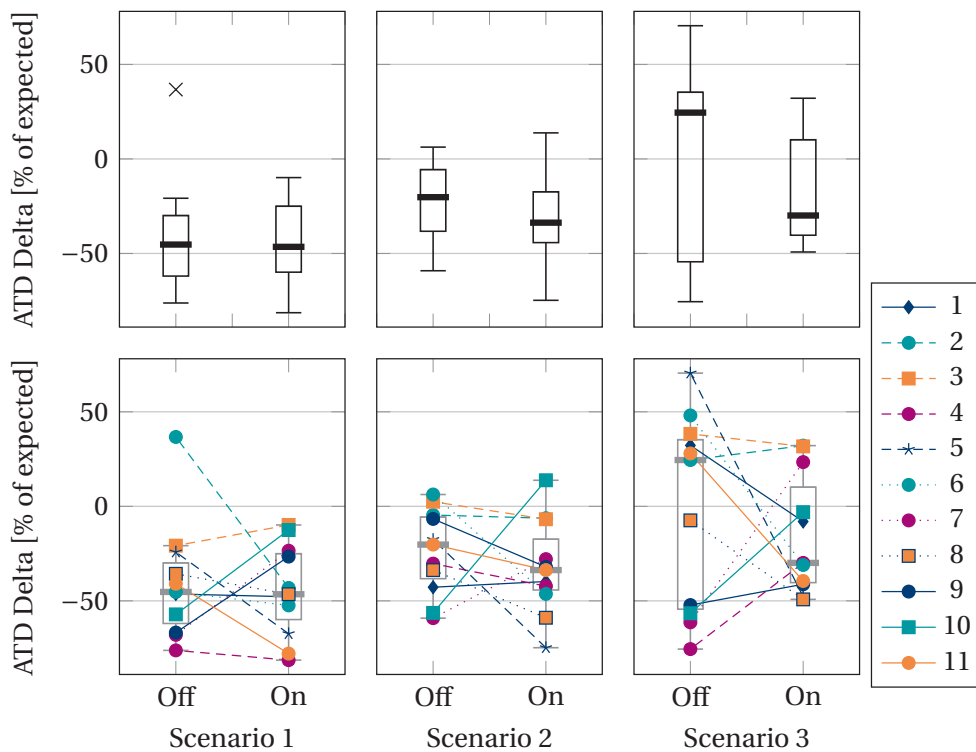 ATD Delta [% of expected]
50
0
−50
ATD Delta [% of expected]
50
0
−50
Off On
Off On
Off On
Scenario 1
Scenario 2
Scenario 3
1
2
3
4
5
6
7
8
9
10
11